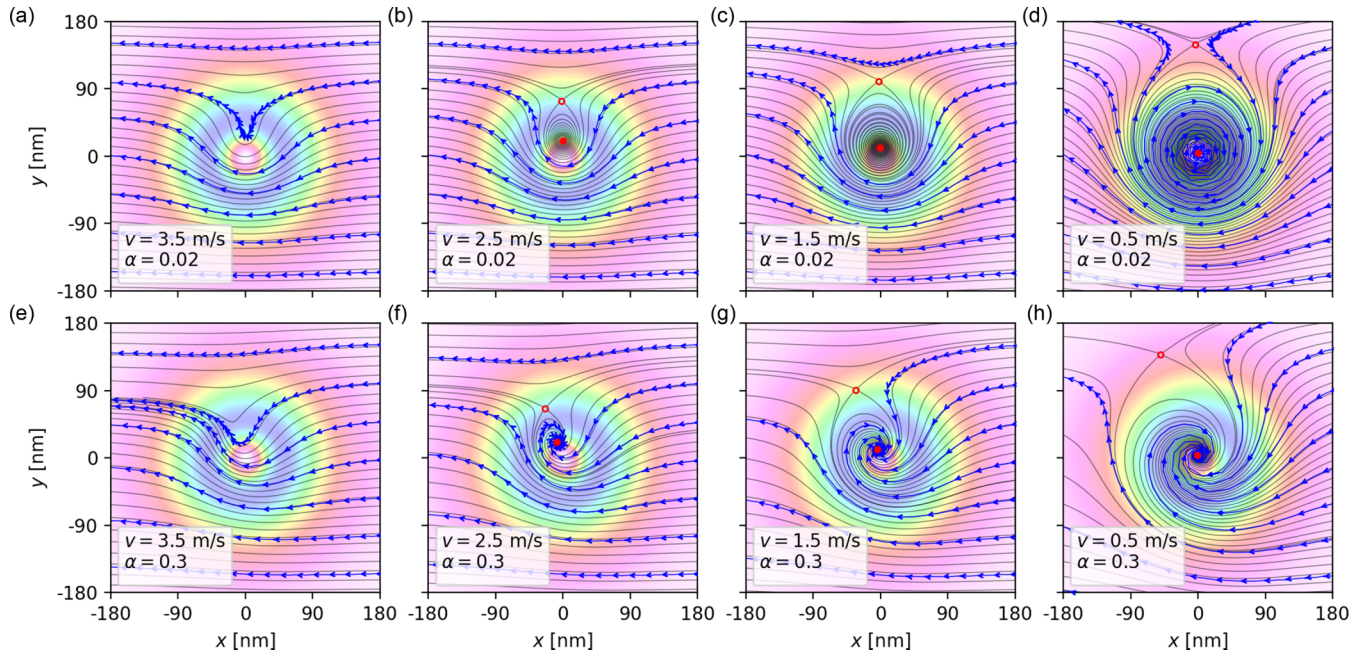 (a) (b) (c) (d)
180
90
0
-90
-180
y [nm]
v = 3.5 m/s
α = 0.02
v = 2.5 m/s
α = 0.02
v = 1.5 m/s
α = 0.02
v = 0.5 m/s
α = 0.02
(e) (f) (g) (h)
180
90
0
-90
-180
y [nm]
v = 3.5 m/s
α = 0.3
v = 2.5 m/s
α = 0.3
v = 1.5 m/s
α = 0.3
v = 0.5 m/s
α = 0.3
-180 -90 0 90 180 -90 0 90 180 -90 0 90 180 -90 0 90 180
x [nm] x [nm] x [nm] x [nm]